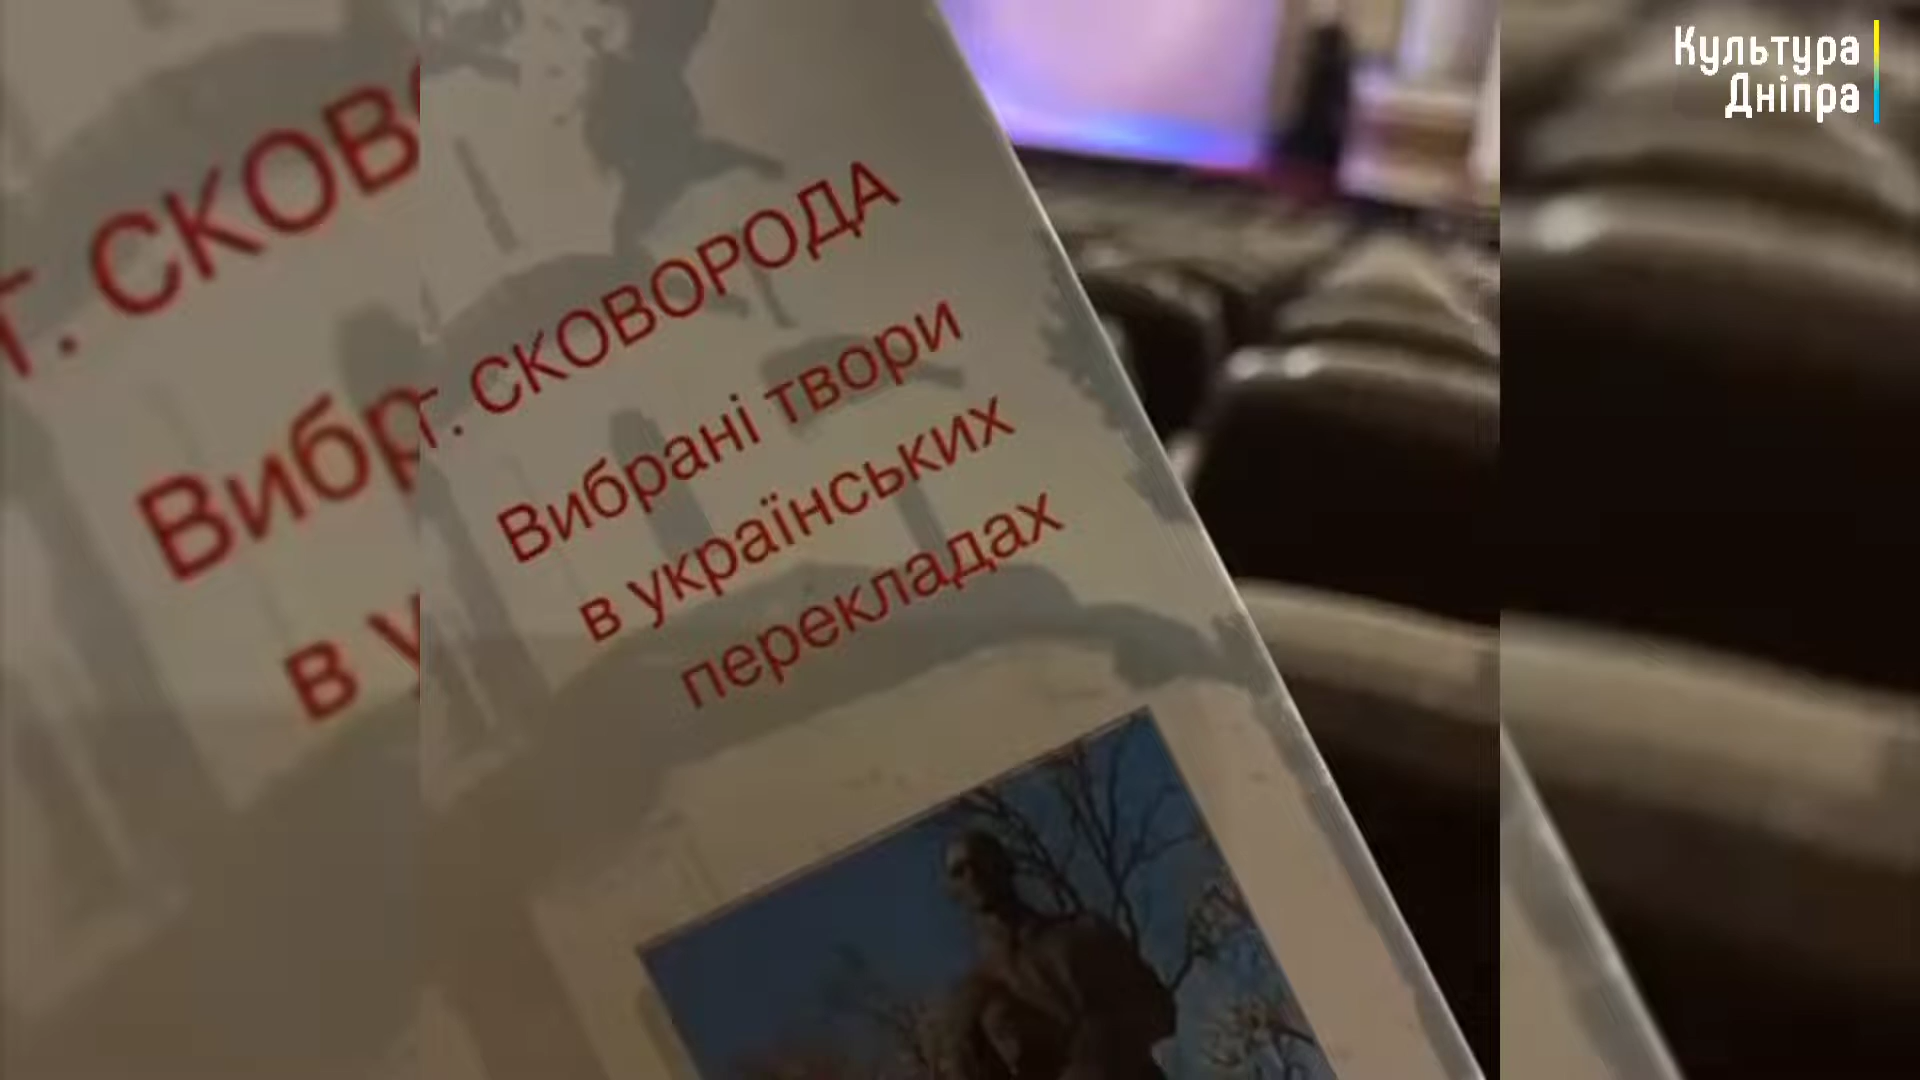 Культура
Дніпра
Г. СКОВОРОДА
Вибрані твори
в українських
перекладах